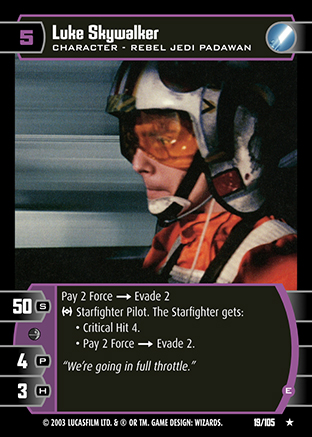 5 Luke Skywalker
CHARACTER - REBEL JEDI PADAWAN
50 S
4 P
3 H
Pay 2 Force → Evade 2
Starfighter Pilot. The Starfighter gets:
• Critical Hit 4.
• Pay 2 Force → Evade 2.
“We’re going in full throttle.”
E
© 2003 LUCASFILM LTD. & ® OR TM. GAME DESIGN: WIZARDS. 19/105 ★